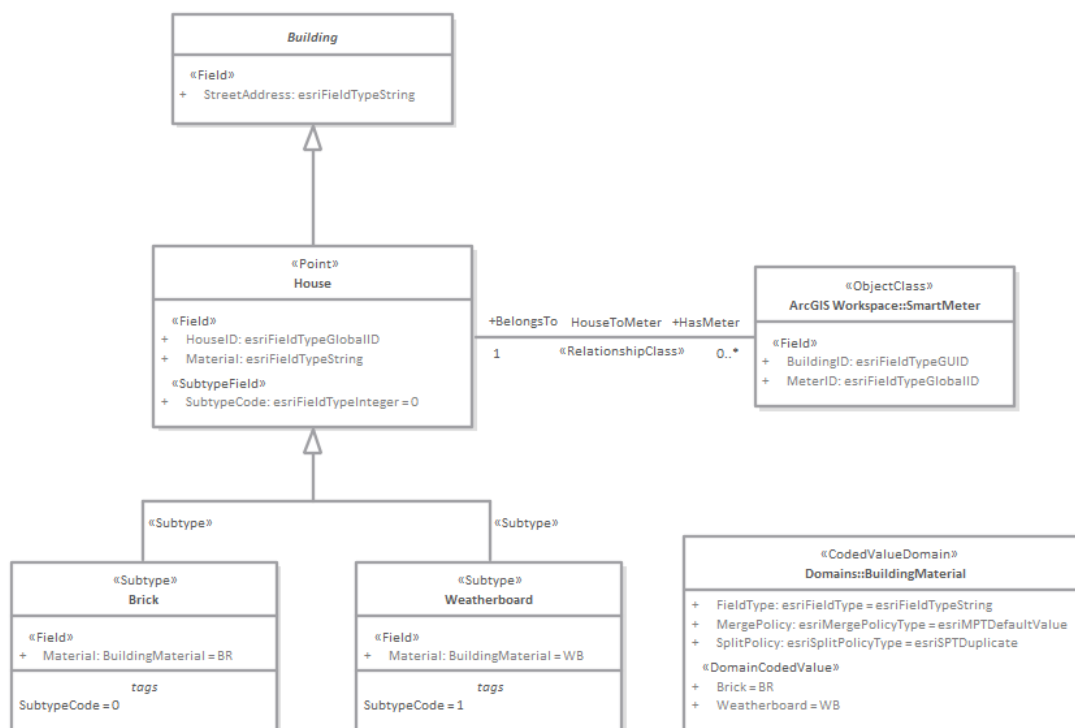 Building
«Field»
+ StreetAddress: esriFieldTypeString
«Point»
House
«Field»
+ HouseID: esriFieldTypeGlobalID
+ Material: esriFieldTypeString
«SubtypeField»
+ SubtypeCode: esriFieldTypeInteger = 0
+BelongsTo HouseToMeter +HasMeter
1 «RelationshipClass» 0..*
«ObjectClass»
ArcGIS Workspace::SmartMeter
«Field»
+ BuildingID: esriFieldTypeGUID
+ MeterID: esriFieldTypeGlobalID
«Subtype» «Subtype»
«Subtype»
Brick
«Field»
+ Material: BuildingMaterial = BR
tags
SubtypeCode = 0
«Subtype»
Weatherboard
«Field»
+ Material: BuildingMaterial = WB
tags
SubtypeCode = 1
«CodedValueDomain»
Domains::BuildingMaterial
+ FieldType: esriFieldType = esriFieldTypeString
+ MergePolicy: esriMergePolicyType = esriMPTDefaultValue
+ SplitPolicy: esriSplitPolicyType = esriSPTDuplicate
«DomainCodedValue»
+ Brick = BR
+ Weatherboard = WB